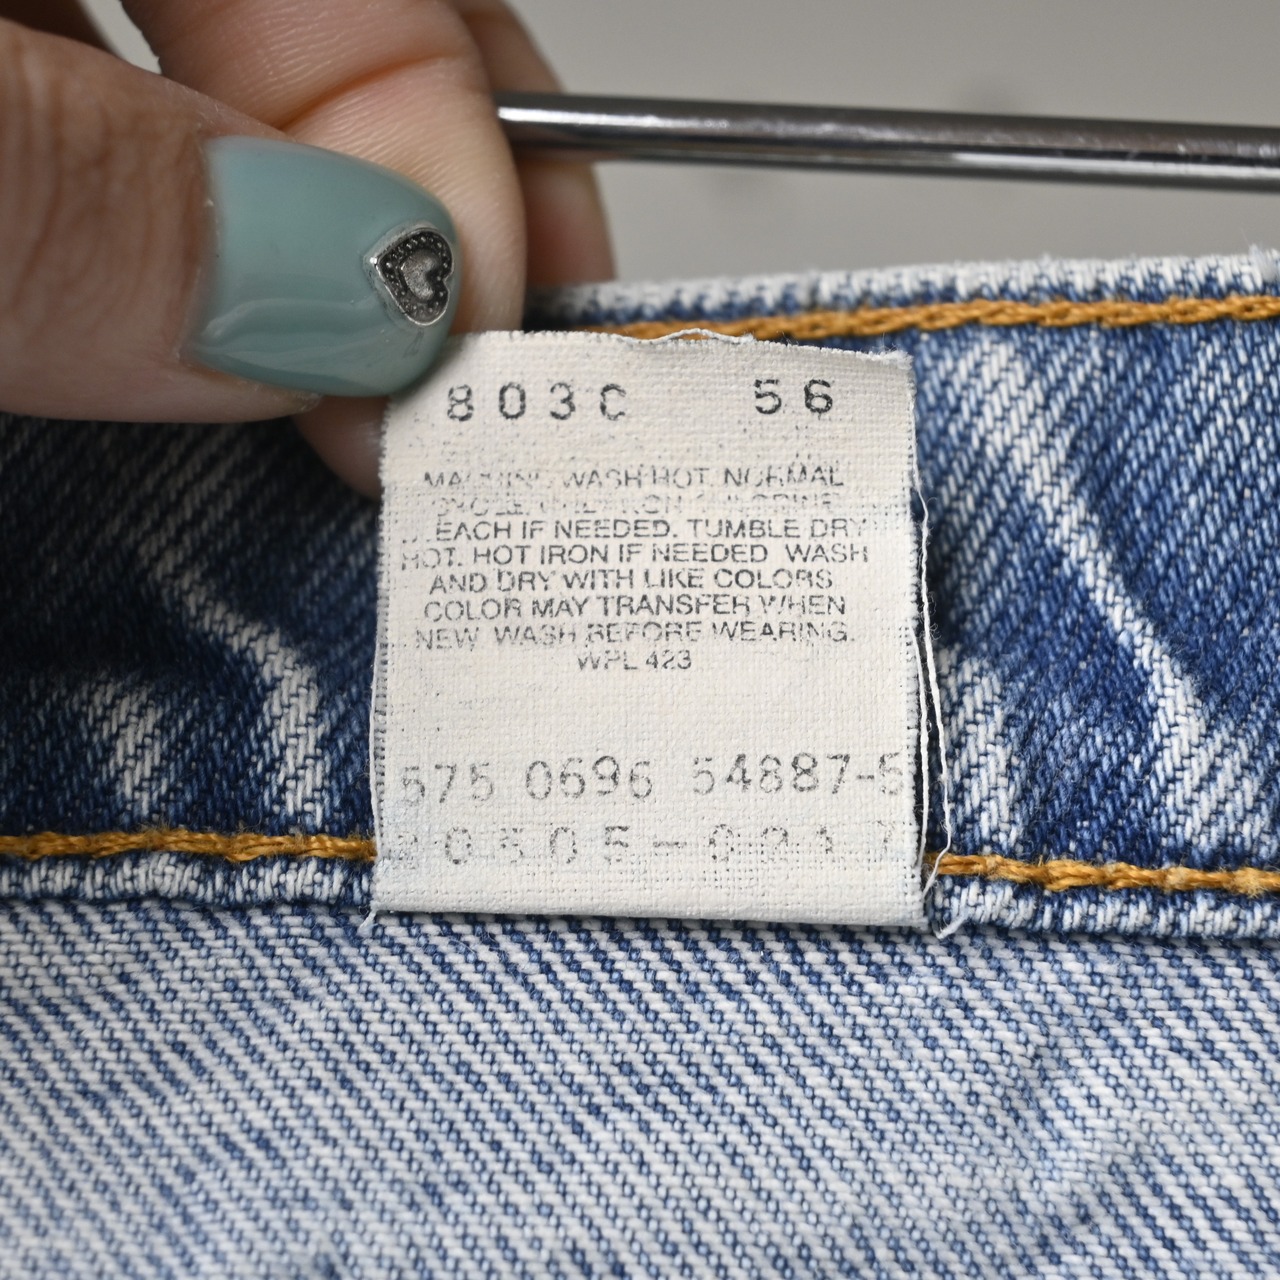 803C 56
WASH HOT, NORMAL
EACH IF NEEDED. TUMBLE DRY
HOT. HOT IRON IF NEEDED WASH
AND DRY WITH LIKE COLORS
COLOR MAY TRANSFER WHEN
NEW WASH BEFORE WEARING.
WPL 423
575 0696 54887-5